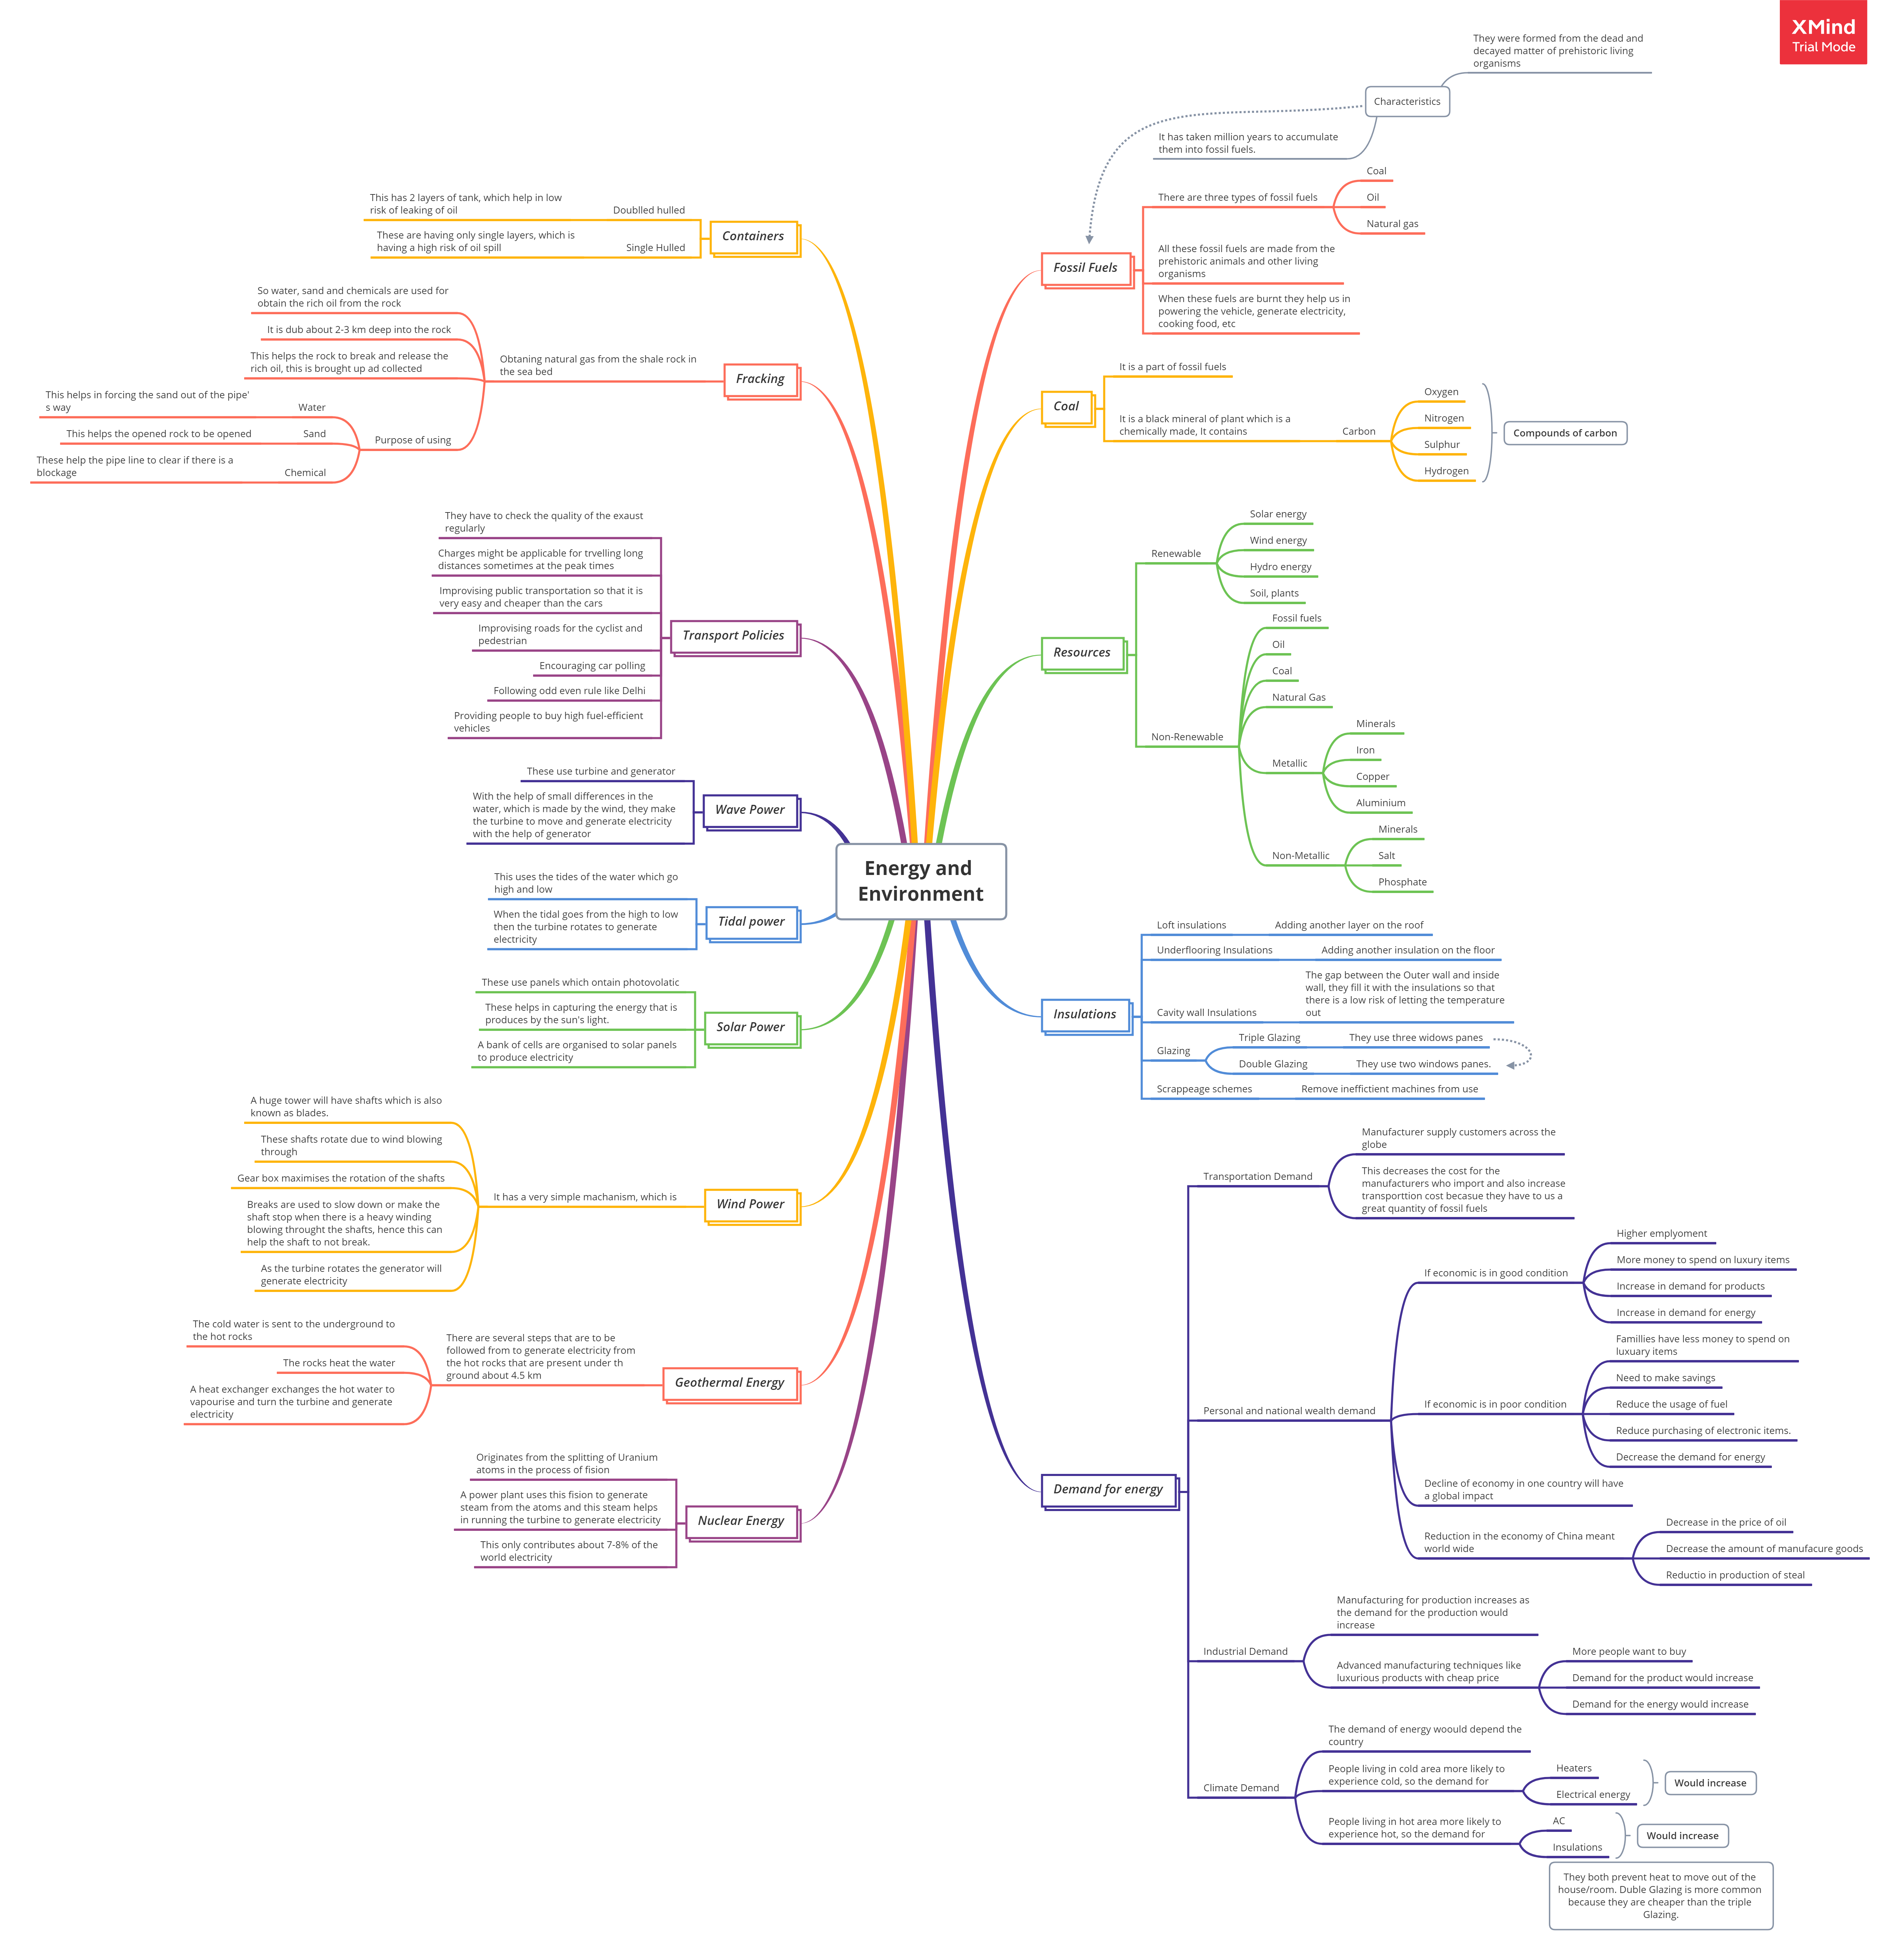 XMind
Trial Mode
Energy and
Environment
They were formed from the dead and
decayed matter of prehistoric living
organisms
Characteristics
It has taken million years to accumulate
them into fossil fuels.
Fossil Fuels
There are three types of fossil fuels
Coal
Oil
Natural gas
All these fossil fuels are made from the
prehistoric animals and other living
organisms
When these fuels are burnt they help us in
powering the vehicle, generate electricity,
cooking food, etc
Coal
It is a part of fossil fuels
It is a black mineral of plant which is a
chemically made, It contains
Carbon
Oxygen
Nitrogen
Sulphur
Hydrogen
Compounds of carbon
Resources
Renewable
Solar energy
Wind energy
Hydro energy
Soil, plants
Non-Renewable
Fossil fuels
Oil
Coal
Natural Gas
Metallic
Minerals
Iron
Copper
Aluminium
Non-Metallic
Minerals
Salt
Phosphate
Insulations
Loft insulations
Adding another layer on the roof
Underflooring Insulations
Adding another insulation on the floor
Cavity wall Insulations
The gap between the Outer wall and inside
wall, they fill it with the insulations so that
there is a low risk of letting the temperature
out
Glazing
Triple Glazing
They use three widows panes
Double Glazing
They use two windows panes.
Scrappeage schemes
Remove inefficient machines from use
Demand for energy
Transportation Demand
Manufacturer supply customers across the
globe
This decreases the cost for the
manufacturers who import and also increase
transporttion cost becasue they have to us a
great quantity of fossil fuels
Personal and national wealth demand
If economic is in good condition
Higher emplyoment
More money to spend on luxury items
Increase in demand for products
Increase in demand for energy
If economic is in poor condition
Famillies have less money to spend on
luxuary items
Need to make savings
Reduce the usage of fuel
Reduce purchasing of electronic items.
Decrease the demand for energy
Decline of economy in one country will have
a global impact
Reduction in the economy of China meant
world wide
Decrease in the price of oil
Decrease the amount of manufacure goods
Reductio in production of steal
Industrial Demand
Manufacturing for production increases as
the demand for the production would
increase
Advanced manufacturing techniques like
luxurious products with cheap price
More people want to buy
Demand for the product would increase
Demand for the energy would increase
Climate Demand
The demand of energy woould depend the
country
People living in cold area more likely to
experience cold, so the demand for
Heaters
Electrical energy
Would increase
People living in hot area more likely to
experience hot, so the demand for
AC
Insulations
Would increase
They both prevent heat to move out of the
house/room. Duble Glazing is more common
because they are cheaper than the triple
Glazing.
Containers
Doublled hulled
This has 2 layers of tank, which help in low
risk of leaking of oil
Single Hulled
These are having only single layers, which is
having a high risk of oil spill
Fracking
Obtaning natural gas from the shale rock in
the sea bed
So water, sand and chemicals are used for
obtain the rich oil from the rock
It is dub about 2-3 km deep into the rock
This helps the rock to break and release the
rich oil, this is brought up ad collected
Purpose of using
Water
This helps in forcing the sand out of the pipe'
s way
Sand
This helps the opened rock to be opened
Chemical
These help the pipe line to clear if there is a
blockage
Transport Policies
They have to check the quality of the exaust
regularly
Charges might be applicable for trvelling long
distances sometimes at the peak times
Improvising public transportation so that it is
very easy and cheaper than the cars
Improvising roads for the cyclist and
pedestrian
Encouraging car polling
Following odd even rule like Delhi
Providing people to buy high fuel-efficient
vehicles
Wave Power
These use turbine and generator
With the help of small differences in the
water, which is made by the wind, they make
the turbine to move and generate electricity
with the help of generator
Tidal power
This uses the tides of the water which go
high and low
When the tidal goes from the high to low
then the turbine rotates to generate
electricity
Solar Power
These use panels which ontain photovolatic
These helps in capturing the energy that is
produces by the sun's light.
A bank of cells are organised to solar panels
to produce electricity
Wind Power
It has a very simple machanism, which is
A huge tower will have shafts which is also
known as blades.
These shafts rotate due to wind blowing
through
Gear box maximises the rotation of the shafts
Breaks are used to slow down or make the
shaft stop when there is a heavy winding
blowing throught the shafts, hence this can
help the shaft to not break.
As the turbine rotates the generator will
generate electricity
Geothermal Energy
There are several steps that are to be
followed from to generate electricity from
the hot rocks that are present under th
ground about 4.5 km
The cold water is sent to the underground to
the hot rocks
The rocks heat the water
A heat exchanger exchanges the hot water to
vapourise and turn the turbine and generate
electricity
Nuclear Energy
Originates from the splitting of Uranium
atoms in the process of fision
A power plant uses this fision to generate
steam from the atoms and this steam helps
in running the turbine to generate electricity
This only contributes about 7-8% of the
world electricity